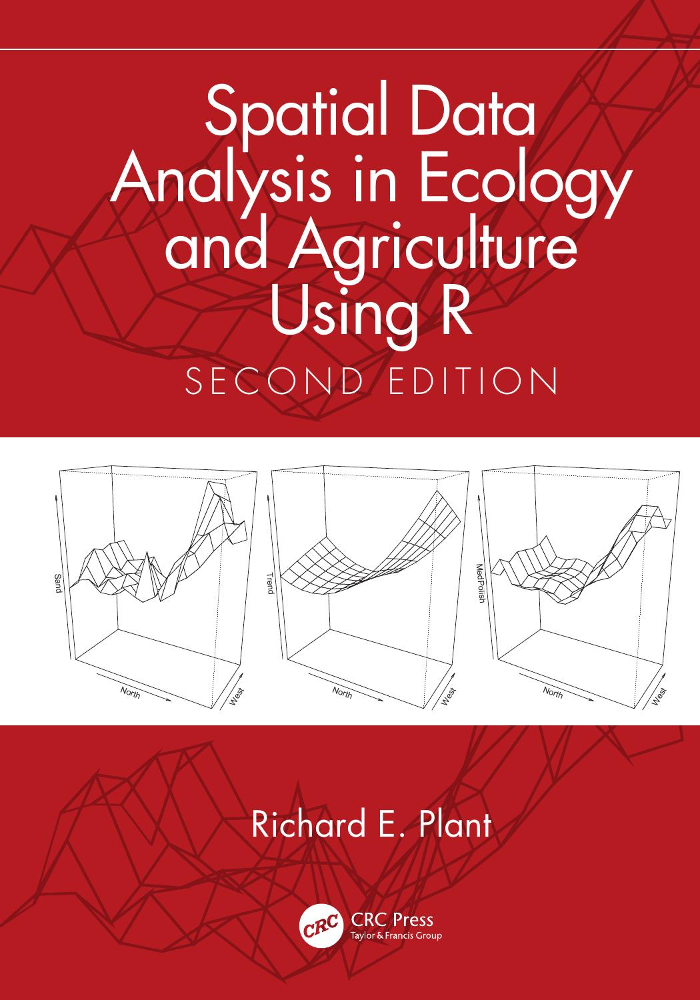 Spatial Data
Analysis in Ecology
and Agriculture
Using R
SECOND EDITION
Sand
North
West
Trend
North
West
MedPolish
North
West
Richard E. Plant
CRC
CRC Press
Taylor & Francis Group